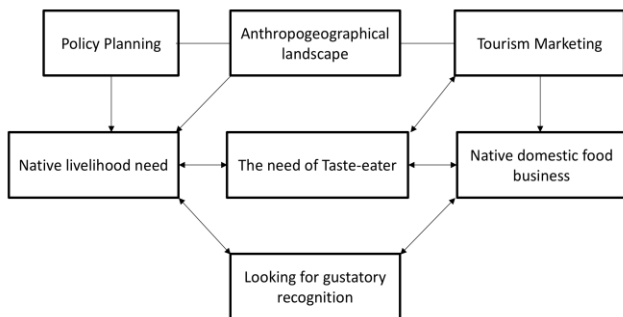 Policy Planning
Anthropogeographical
landscape
Tourism Marketing
Native livelihood need
The need of Taste-eater
Native domestic food
business
Looking for gustatory
recognition